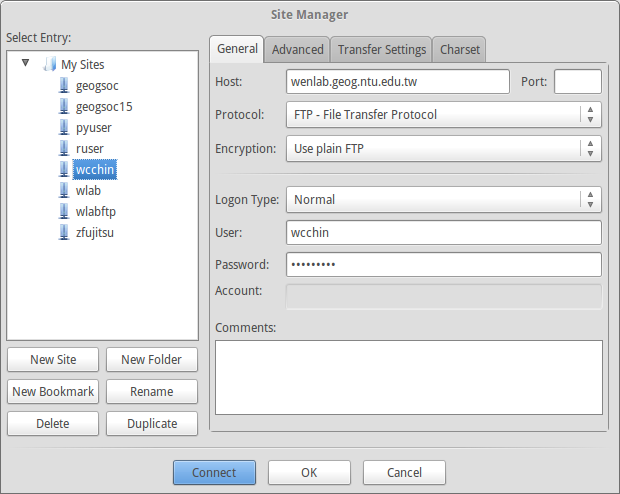 Site Manager
Select Entry:
My Sites
geogsoc
geogsoc15
pyuser
ruser
wcchin
wlab
wlabftp
zfujitsu
New Site New Folder
New Bookmark Rename
Delete Duplicate
General Advanced Transfer Settings Charset
Host: wenlab.geog.ntu.edu.tw Port:
Protocol: FTP - File Transfer Protocol
Encryption: Use plain FTP
Logon Type: Normal
User: wcchin
Password: •••••••••
Account:
Comments:
Connect OK Cancel